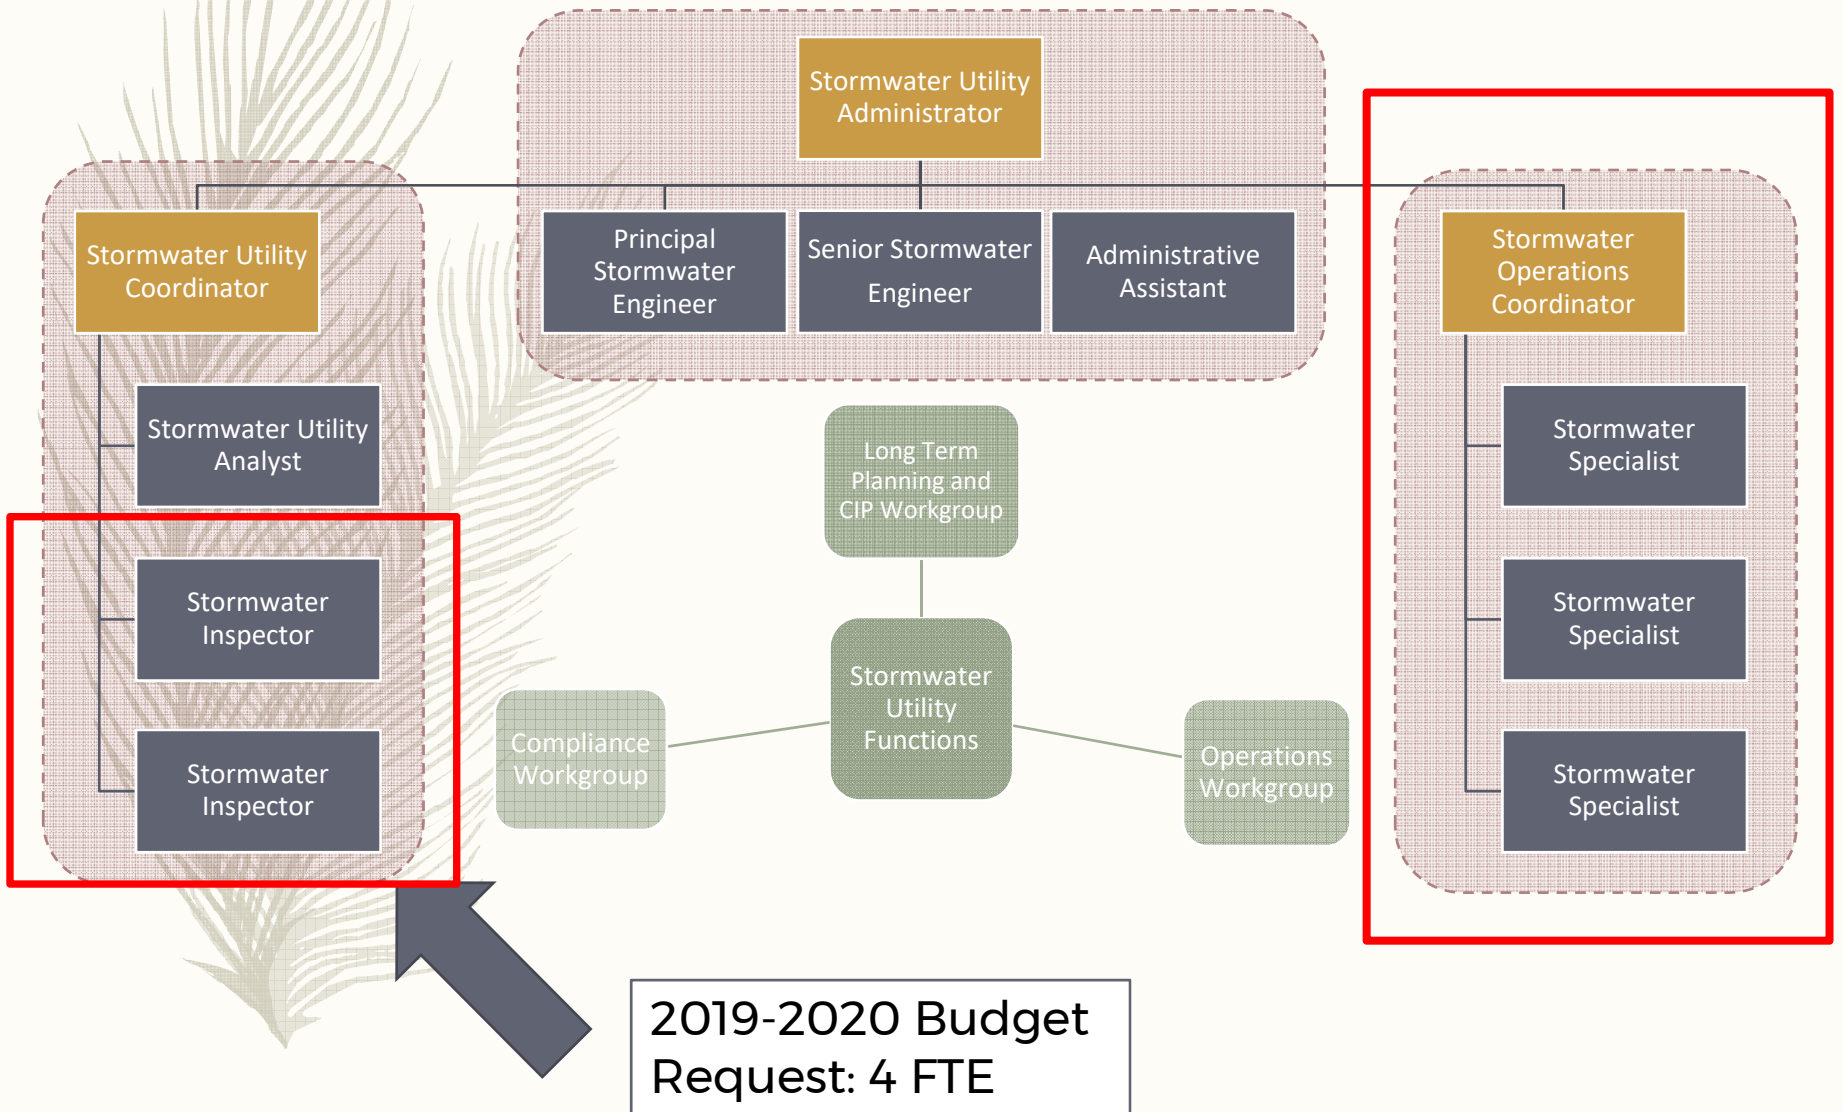 Stormwater Utility
Administrator
Stormwater Utility
Coordinator
Principal
Stormwater
Engineer
Senior Stormwater
Engineer
Administrative
Assistant
Stormwater
Operations
Coordinator
Stormwater Utility
Analyst
Stormwater
Inspector
Stormwater
Inspector
Stormwater
Specialist
Stormwater
Specialist
Stormwater
Specialist
Long Term
Planning and
CIP Workgroup
Stormwater
Utility
Functions
Compliance
Workgroup
Operations
Workgroup
2019-2020 Budget
Request: 4 FTE